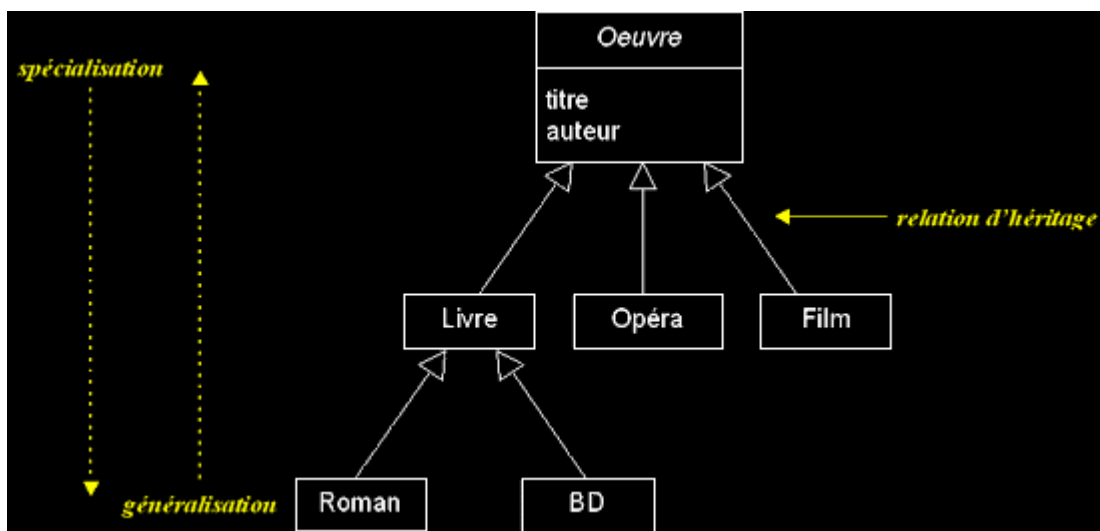 Oeuvre
spécialisation
titre
auteur
relation d'héritage
Livre
Opéra
Film
généralisation
Roman
BD